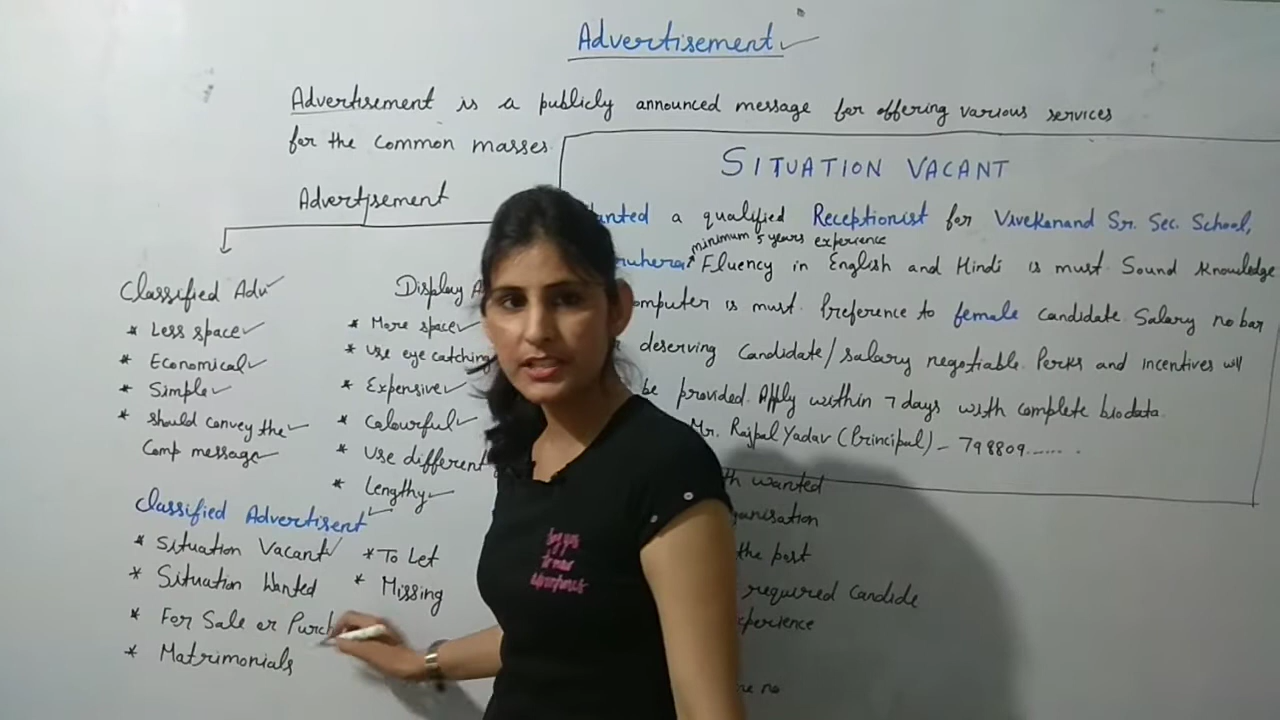 Advertisement
Advertisement is a publicly announced message for offering various services
for the common masses
SITUATION VACANT
Advertisement
a qualified Receptionist for Vivekanand Sr. Sec. School,
minimum 5 years experience
Fluency in English and Hindi is must. Sound Knowledge
Classified Adv
Display
is must. Preference to female candidate. Salary no bar
* Less space
* More space
deserving candidate/salary negotiable. Perks and incentives will
* Economical
* use eye catching
* Simple
* Expensive
be provided. Apply within 7 days with complete biodata.
* should convey the
* Colourful
Mr. Rajpal Yadav (Principal) - 798809......
Comp message
* use different
* Lengthy
wanted
Classified Advertisent
* Situation Vacant
* To Let
the post
* Situation Wanted
* Missing
required candide
* For Sale or
* Matrimonials
no